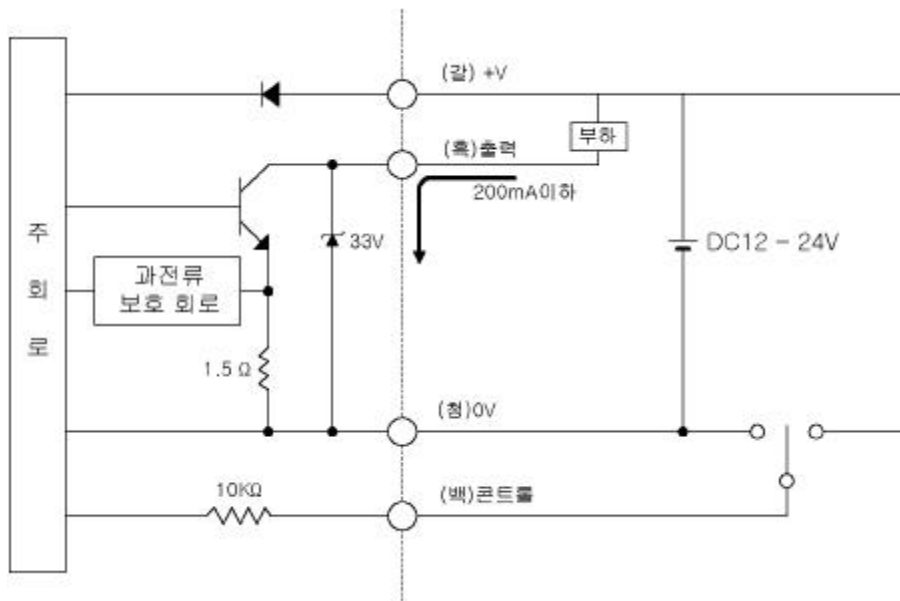 (갈) +V
부하
(흑)출력
200mA이하
주
회
로
33V
DC12 - 24V
과전류
보호 회로
1.5 Ω
(청)0V
10KΩ
(백)콘트롤